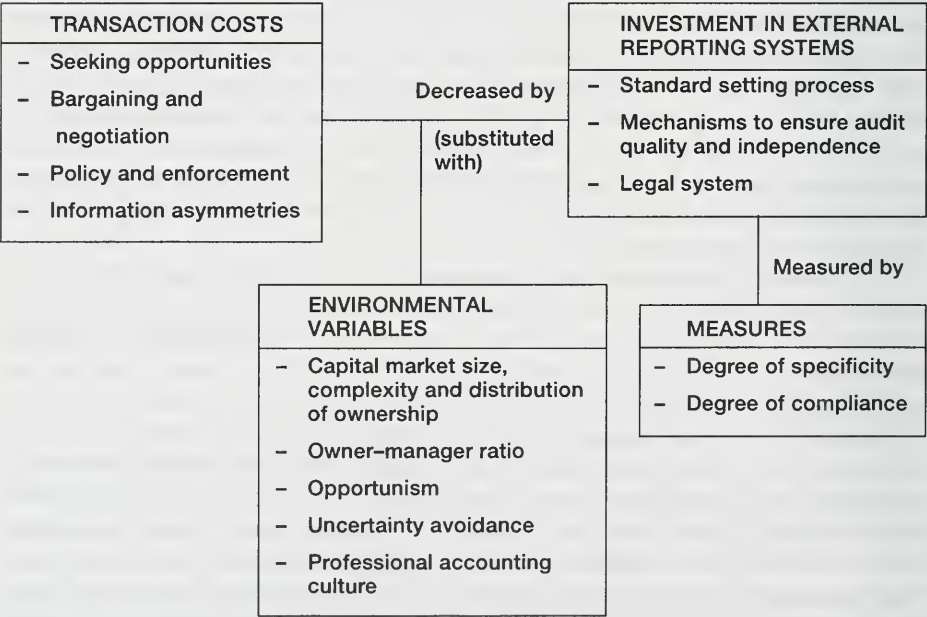 TRANSACTION COSTS
– Seeking opportunities
– Bargaining and
negotiation
– Policy and enforcement
– Information asymmetries
Decreased by
(substituted
with)
INVESTMENT IN EXTERNAL
REPORTING SYSTEMS
– Standard setting process
– Mechanisms to ensure audit
quality and independence
– Legal system
Measured by
ENVIRONMENTAL
VARIABLES
– Capital market size,
complexity and distribution
of ownership
– Owner–manager ratio
– Opportunism
– Uncertainty avoidance
– Professional accounting
culture
MEASURES
– Degree of specificity
– Degree of compliance